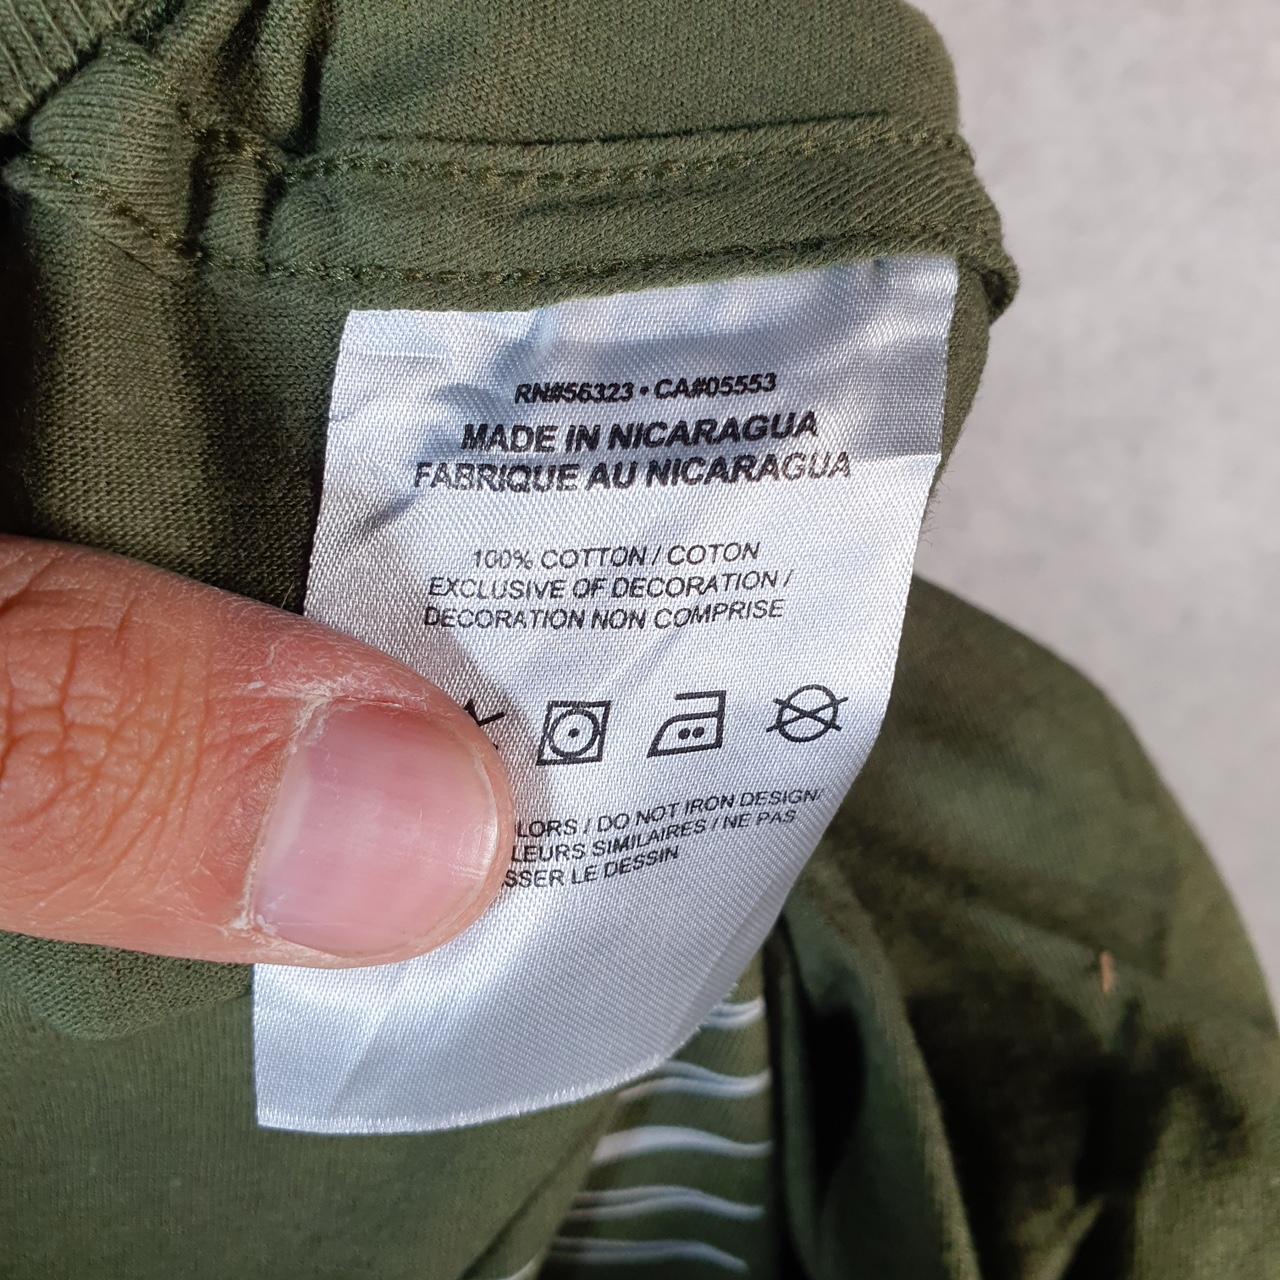 RN#56323 • CA#05553
MADE IN NICARAGUA
FABRIQUE AU NICARAGUA
100% COTTON / COTON
EXCLUSIVE OF DECORATION /
DECORATION NON COMPRISE
LORS / DO NOT IRON DESIGN/
LEURS SIMILAIRES / NE PAS
SSER LE DESSIN